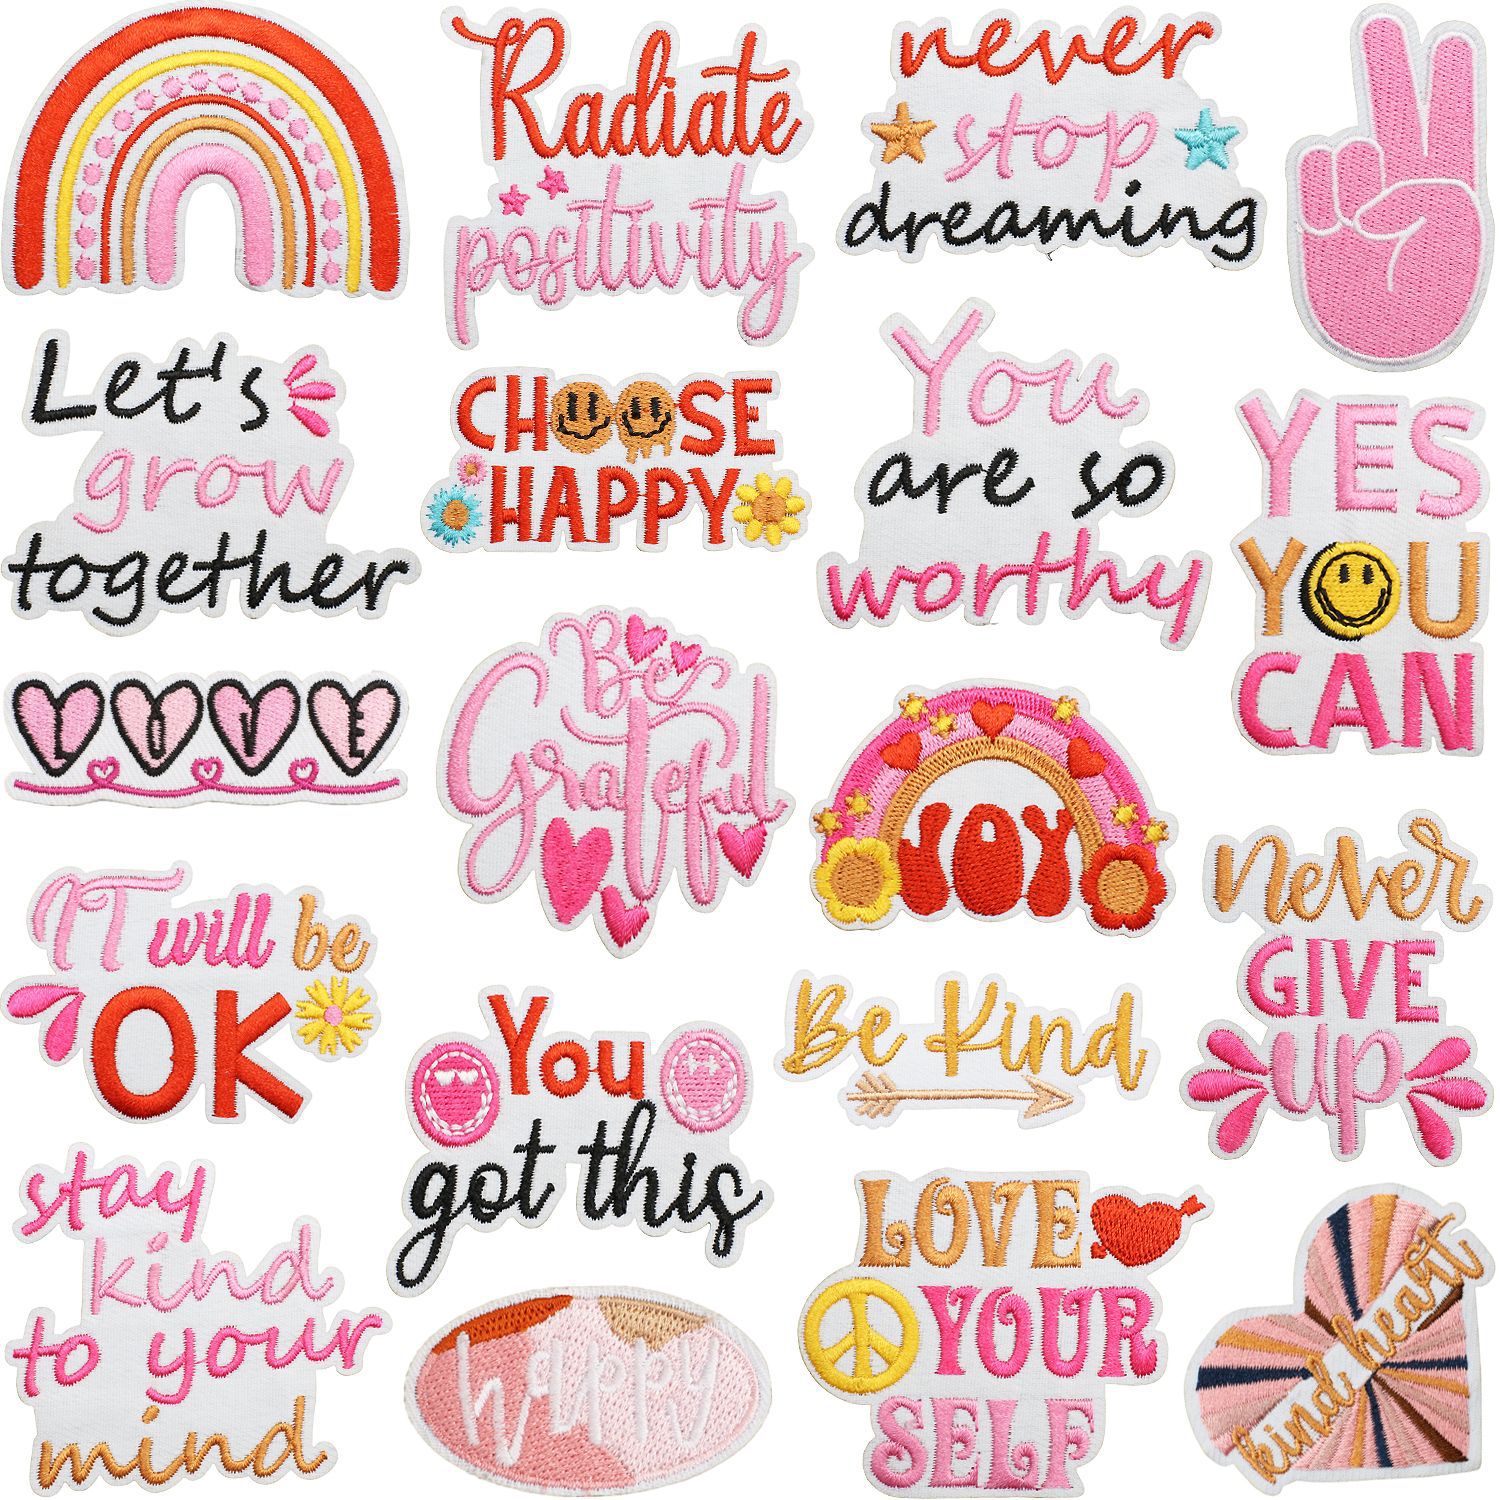 Radiate
positivity
never
stop
dreaming
Let's
grow
together
CHOOSE
HAPPY
You
are so
worthy
YES
YOU
CAN
LOVE
Be
Grateful
JOY
never
GIVE
up
IT will be
OK
You
got this
Be Kind
stay
kind
to your
mind
happy
LOVE
YOUR
SELF
kind heart